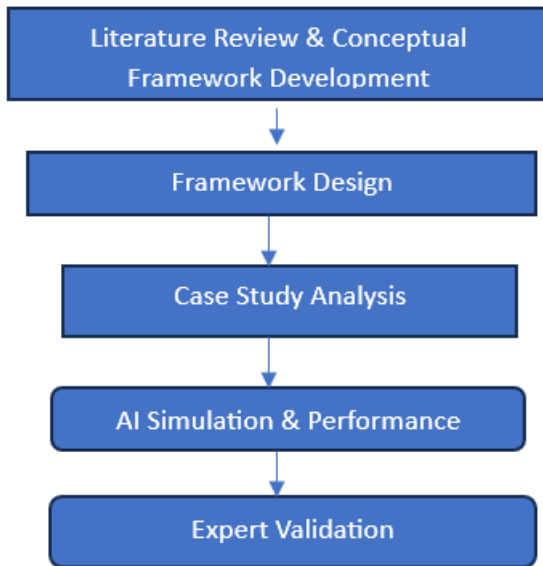 Literature Review & Conceptual
Framework Development
Framework Design
Case Study Analysis
AI Simulation & Performance
Expert Validation